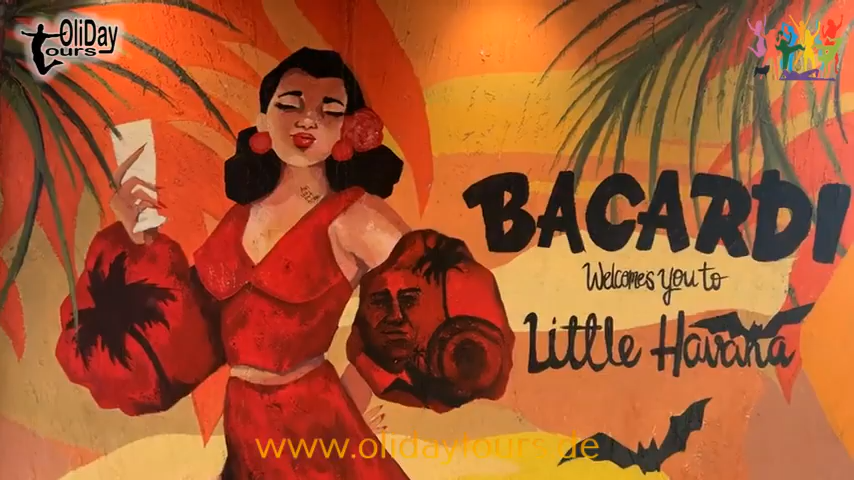 OliDay
tours
BACARDI
Welcomes you to
Little Havana
www.olidaytours.de